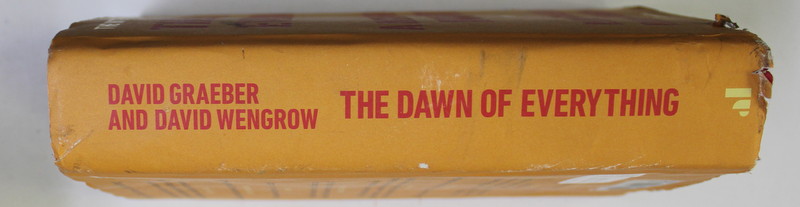 DAVID GRAEBER
AND DAVID WENGROW
THE DAWN OF EVERYTHING